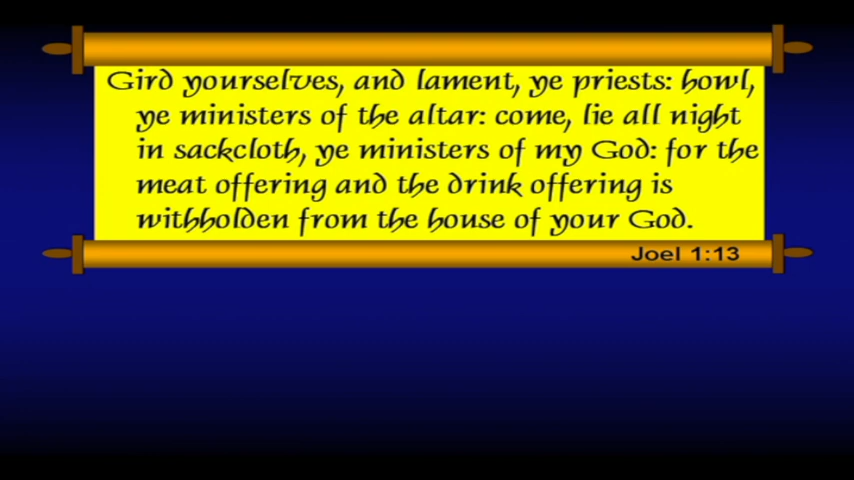 Gird yourselves, and lament, ye priests: howl,
ye ministers of the altar: come, lie all night
in sackcloth, ye ministers of my God: for the
meat offering and the drink offering is
withholden from the house of your God.
Joel 1:13